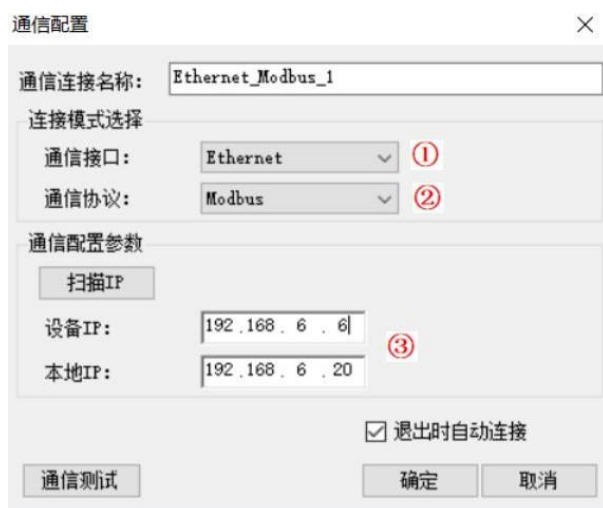 通信配置
通信连接名称: Ethernet_Modbus_1
连接模式选择
通信接口: Ethernet ①
通信协议: Modbus ②
通信配置参数
扫描IP
设备IP: 192 .168 . 6 . 6
③
本地IP: 192 .168 . 6 . 20
退出时自动连接
通信测试 确定 取消